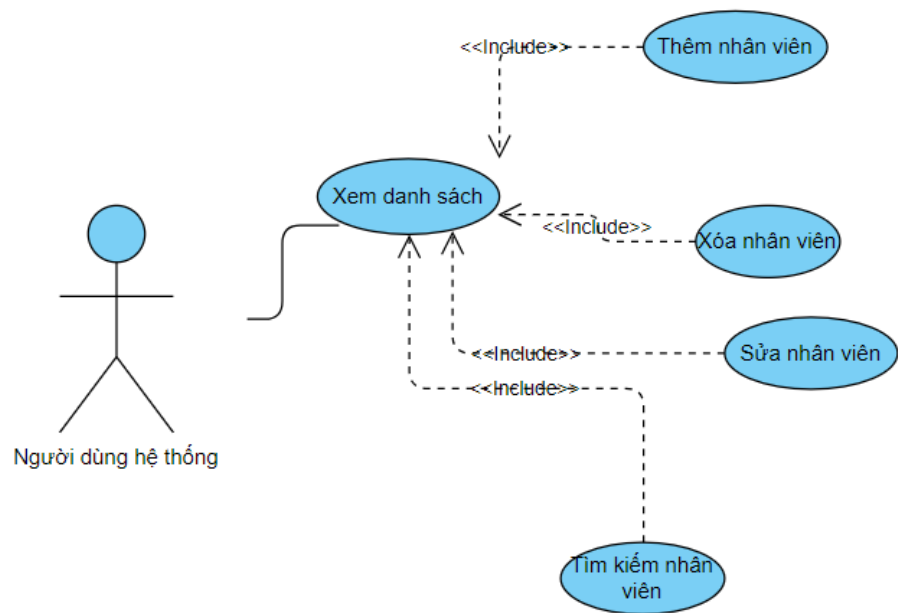 <<Include>>
Thêm nhân viên
Xem danh sách
<<Include>>
Xóa nhân viên
<<Include>>
Sửa nhân viên
<<Include>>
Người dùng hệ thống
Tìm kiếm nhân
viên